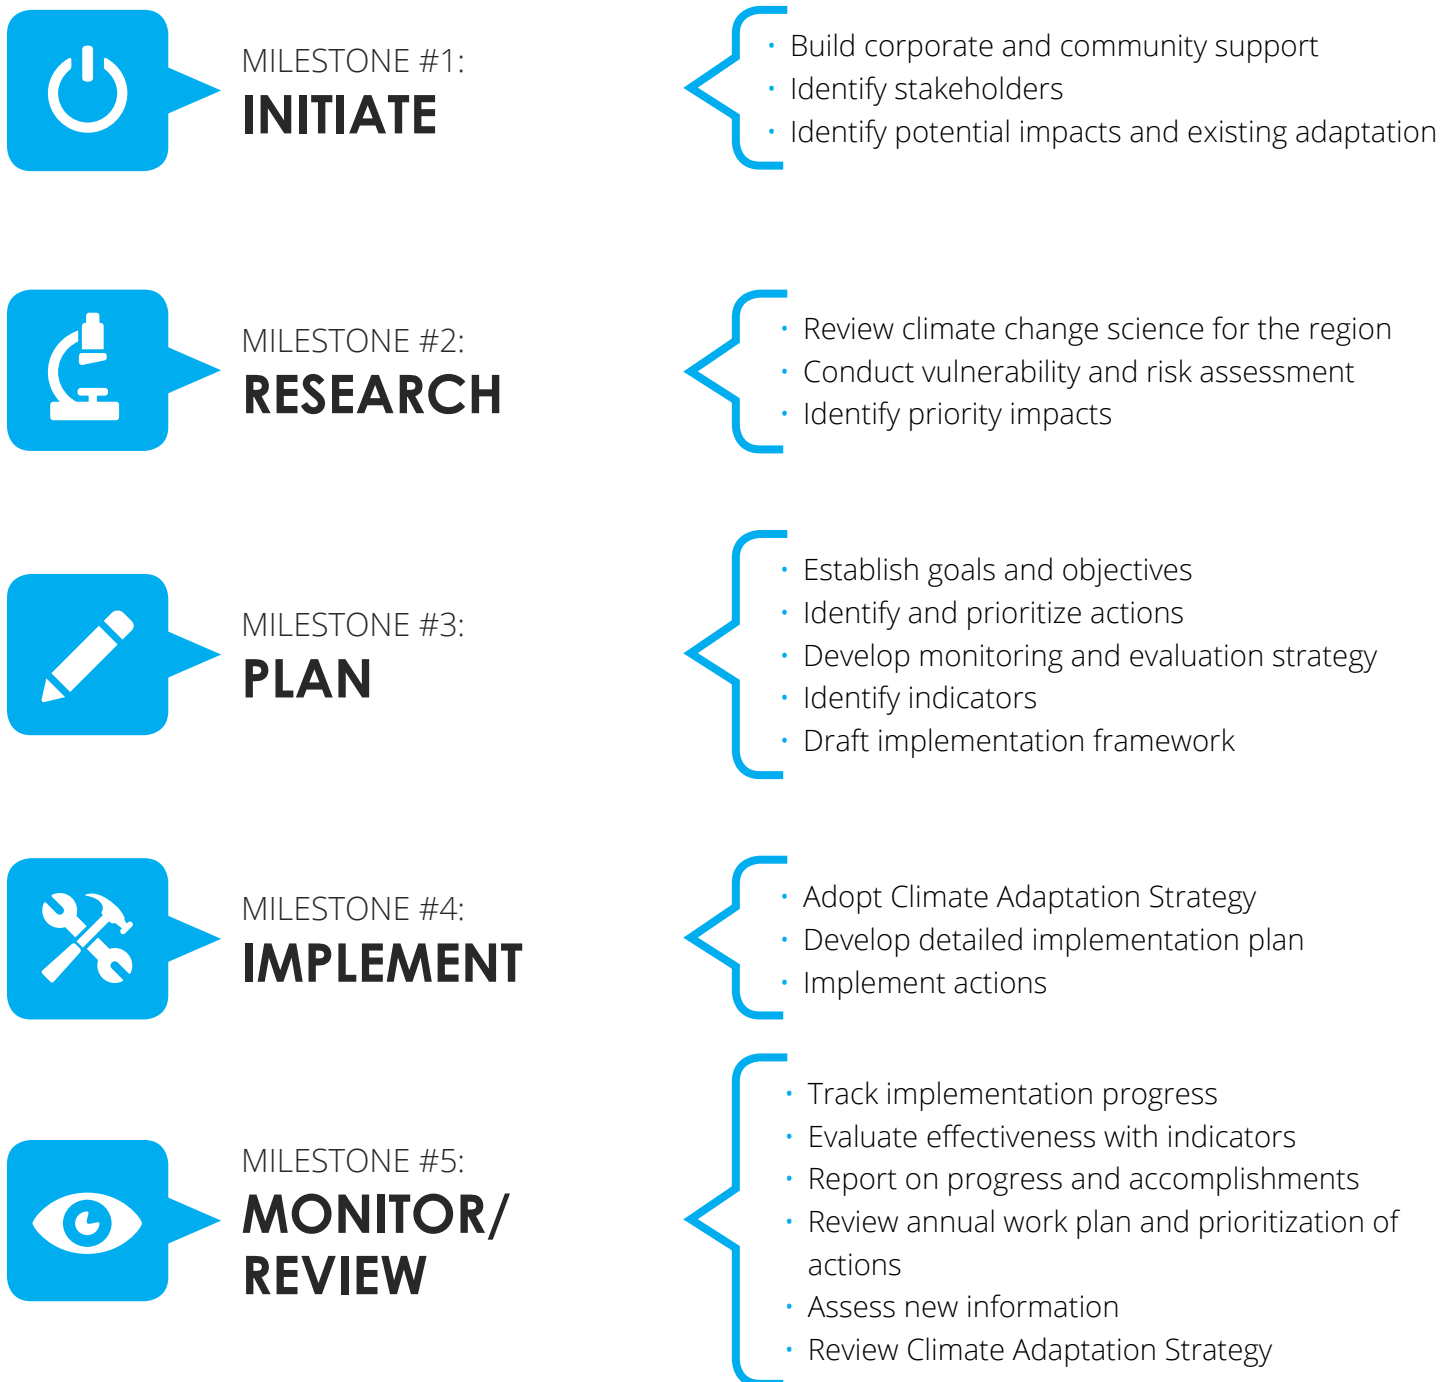 MILESTONE #1:
INITIATE
· Build corporate and community support
· Identify stakeholders
· Identify potential impacts and existing adaptation
MILESTONE #2:
RESEARCH
· Review climate change science for the region
· Conduct vulnerability and risk assessment
· Identify priority impacts
MILESTONE #3:
PLAN
· Establish goals and objectives
· Identify and prioritize actions
· Develop monitoring and evaluation strategy
· Identify indicators
· Draft implementation framework
MILESTONE #4:
IMPLEMENT
· Adopt Climate Adaptation Strategy
· Develop detailed implementation plan
· Implement actions
MILESTONE #5:
MONITOR/
REVIEW
· Track implementation progress
· Evaluate effectiveness with indicators
· Report on progress and accomplishments
· Review annual work plan and prioritization of
actions
· Assess new information
· Review Climate Adaptation Strategy